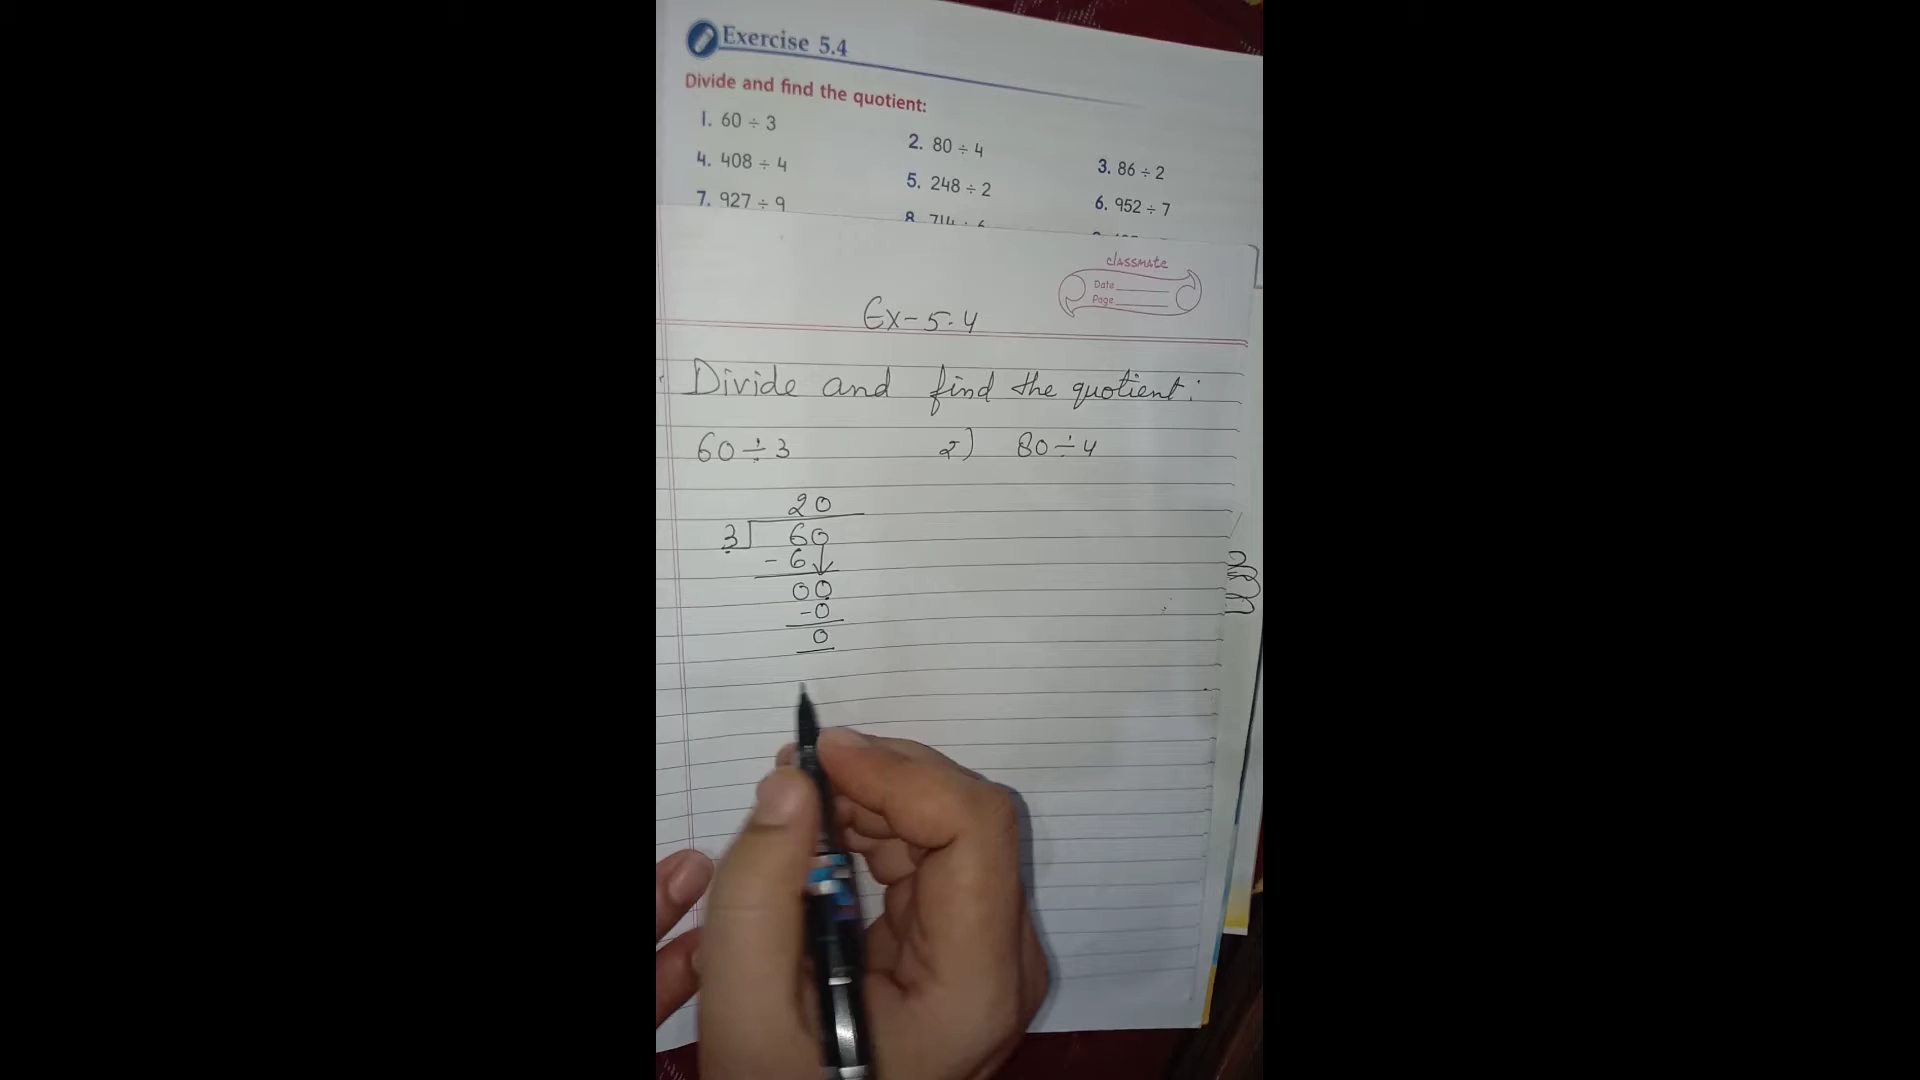 Exercise 5.4
Divide and find the quotient:
1. 60 ÷ 3
2. 80 ÷ 4
3. 86 ÷ 2
4. 408 ÷ 4
5. 248 ÷ 2
6. 952 ÷ 7
7. 927 ÷ 9
8. 714
classmate
Date
Page
Ex-5.4
Divide and find the quotient:
60÷3
2) 80÷4
20
3 60
-6
00
-0
0